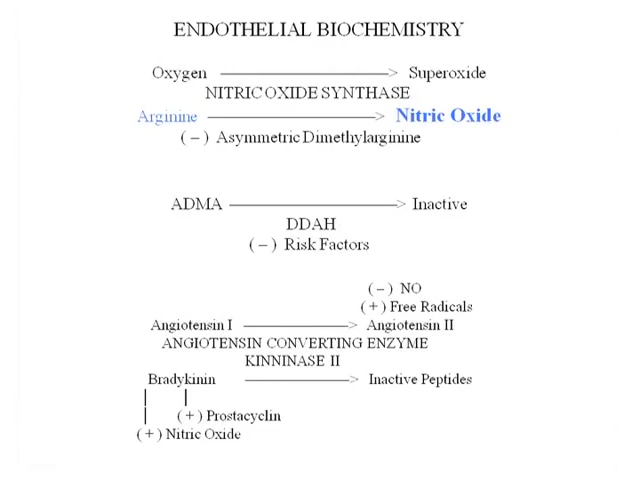 ENDOTHELIAL BIOCHEMISTRY
Oxygen ————————> Superoxide
NITRIC OXIDE SYNTHASE
Arginine ————————> Nitric Oxide
( – ) Asymmetric Dimethylarginine
ADMA ————————> Inactive
DDAH
( – ) Risk Factors
( – ) NO
( + ) Free Radicals
Angiotensin I ————————> Angiotensin II
ANGIOTENSIN CONVERTING ENZYME
KINNINASE II
Bradykinin ————————> Inactive Peptides
( + ) Prostacyclin
( + ) Nitric Oxide